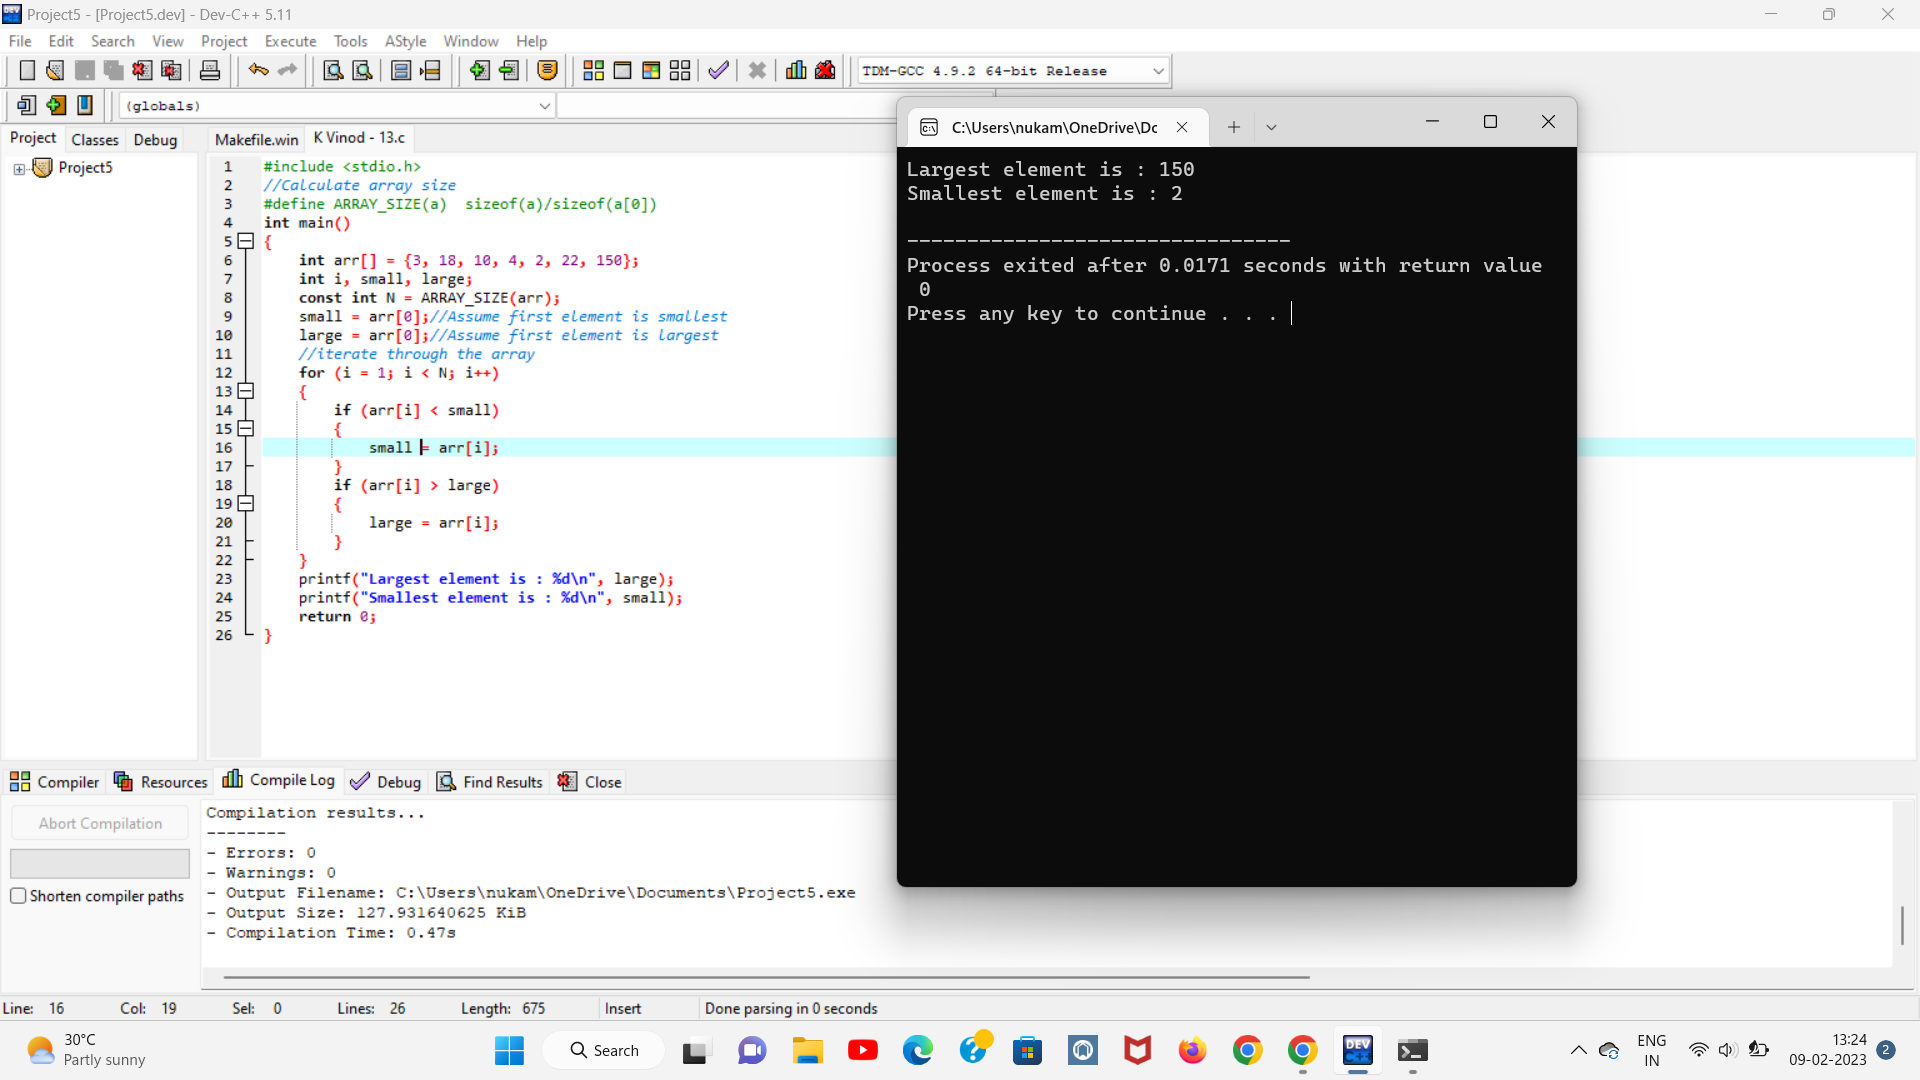 Project5 - [Project5.dev] - Dev-C++ 5.11
File Edit Search View Project Execute Tools AStyle Window Help
TDM-GCC 4.9.2 64-bit Release
(globals)
Project Classes Debug
Makefile.win K Vinod - 13.c
Project5
1 #include <stdio.h>
2 //Calculate array size
3 #define ARRAY_SIZE(a)  sizeof(a)/sizeof(a[0])
4 int main()
5 {
6     int arr[] = {3, 18, 10, 4, 2, 22, 150};
7     int i, small, large;
8     const int N = ARRAY_SIZE(arr);
9     small = arr[0];//Assume first element is smallest
10     large = arr[0];//Assume first element is largest
11     //iterate through the array
12     for (i = 1; i < N; i++)
13     {
14         if (arr[i] < small)
15         {
16             small = arr[i];
17         }
18         if (arr[i] > large)
19         {
20             large = arr[i];
21         }
22     }
23     printf("Largest element is : %d\n", large);
24     printf("Smallest element is : %d\n", small);
25     return 0;
26 }
C:\Users\nukam\OneDrive\Dc
Largest element is : 150
Smallest element is : 2
--------------------------------
Process exited after 0.0171 seconds with return value
0
Press any key to continue . . .
Compiler Resources Compile Log Debug Find Results Close
Abort Compilation
Shorten compiler paths
Compilation results...
--------
- Errors: 0
- Warnings: 0
- Output Filename: C:\Users\nukam\OneDrive\Documents\Project5.exe
- Output Size: 127.931640625 KiB
- Compilation Time: 0.47s
Line: 16 Col: 19 Sel: 0 Lines: 26 Length: 675 Insert Done parsing in 0 seconds
30°C
Partly sunny
Search
DEV
ENG
IN
13:24
09-02-2023
2